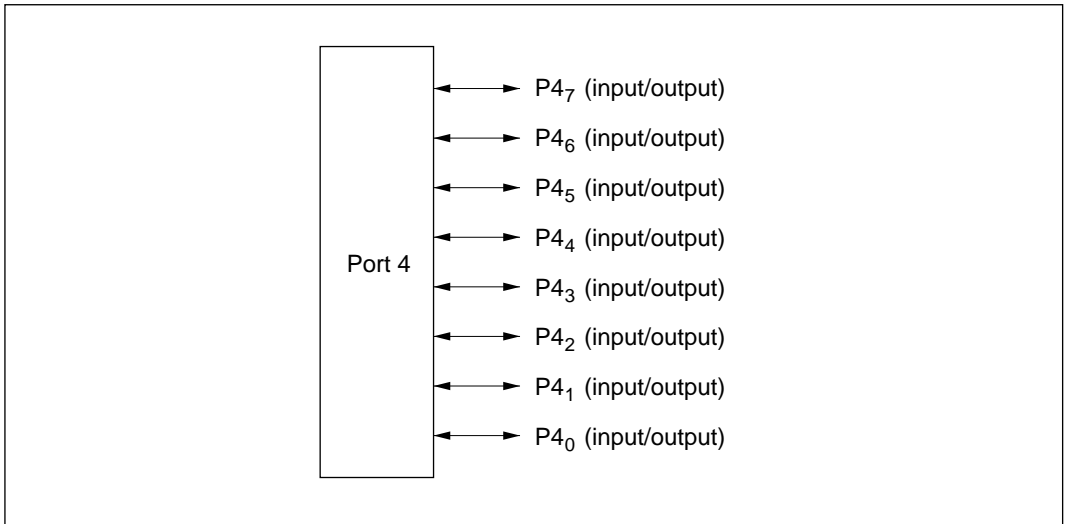 P4₇ (input/output)
P4₆ (input/output)
P4₅ (input/output)
P4₄ (input/output)
Port 4
P4₃ (input/output)
P4₂ (input/output)
P4₁ (input/output)
P4₀ (input/output)